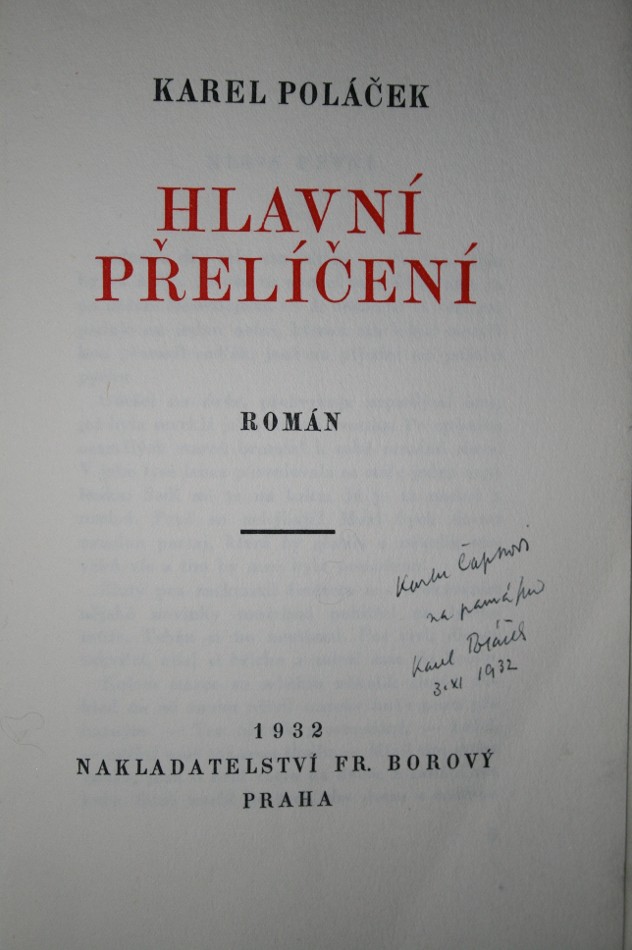 KAREL POLÁČEK
HLAVNÍ
PŘELÍČENÍ
ROMÁN
Karlu Čapkovi
na památku
Karel Poláček
3. XI 1932
1932
NAKLADATELSTVÍ FR. BOROVÝ
PRAHA